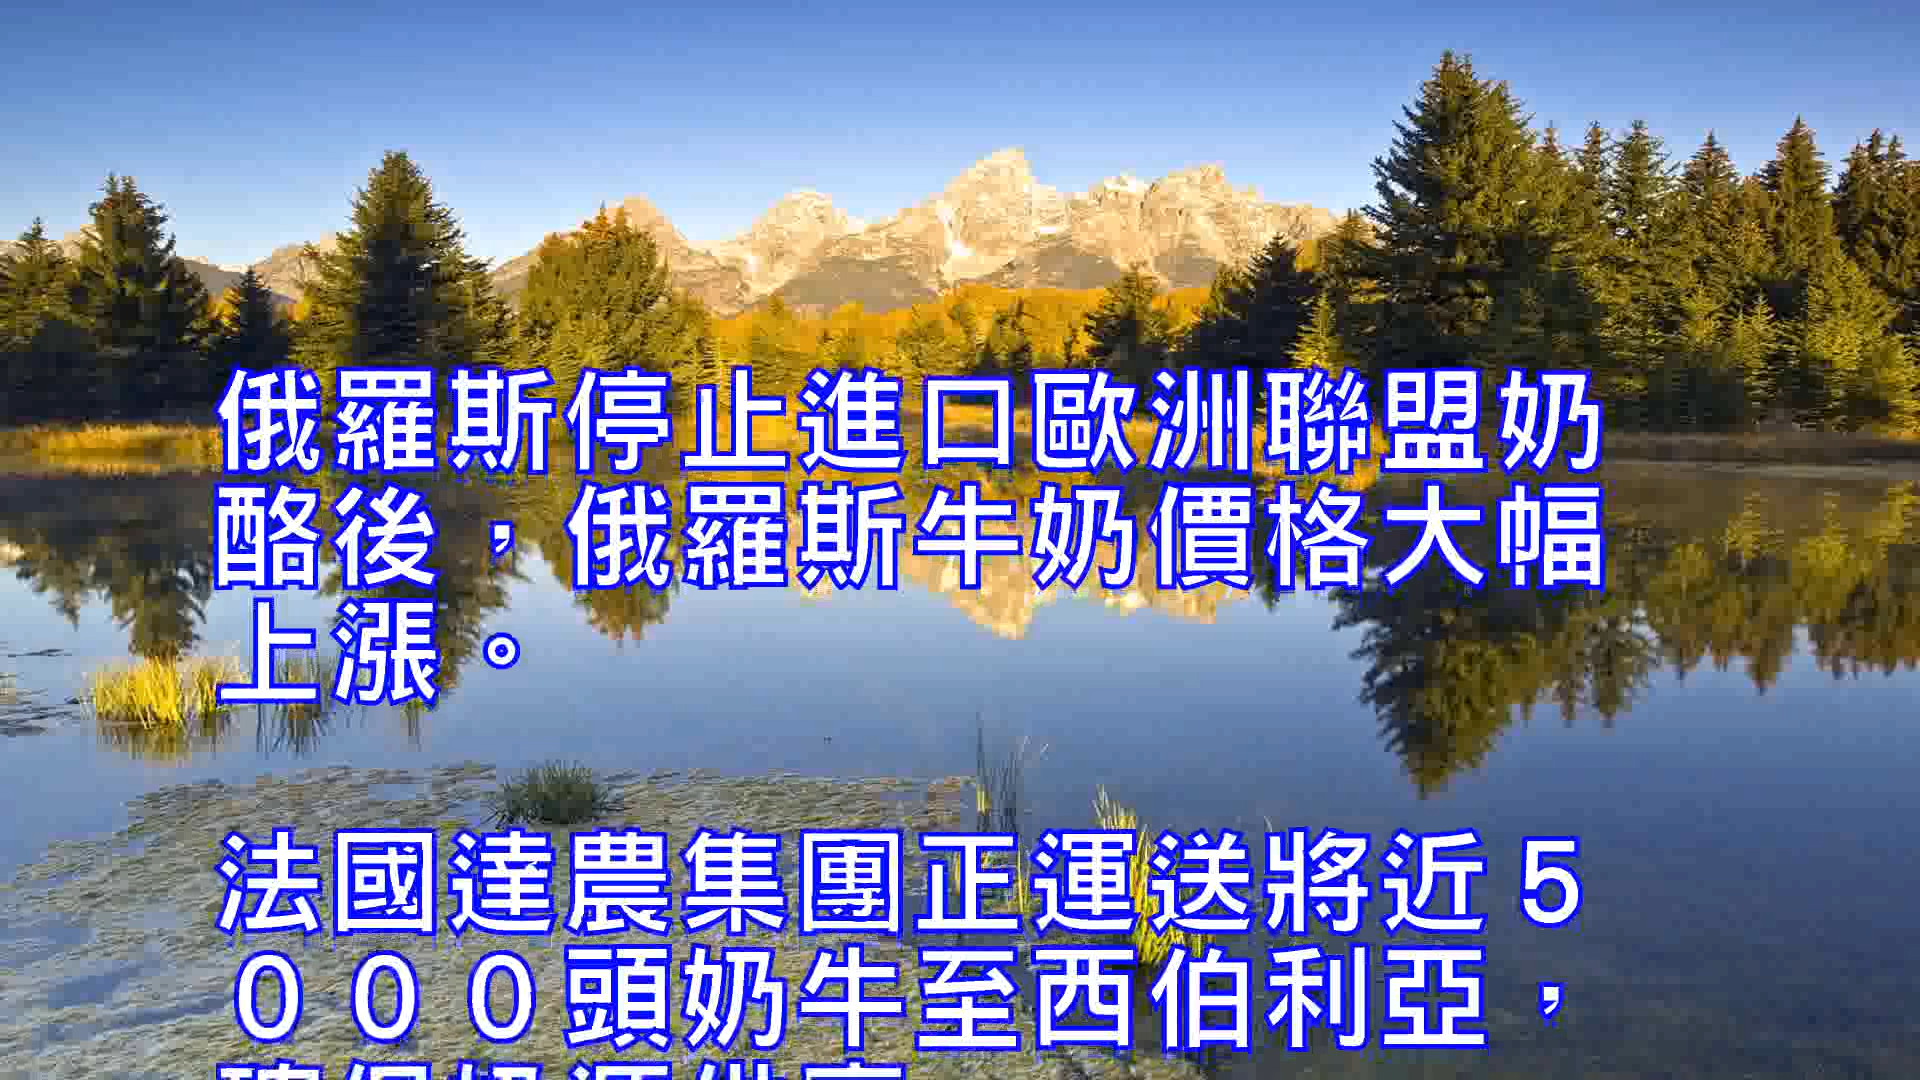 俄羅斯停止進口歐洲聯盟奶
酪後，俄羅斯牛奶價格大幅
上漲。
法國達農集團正運送將近５
０００頭奶牛至西伯利亞，